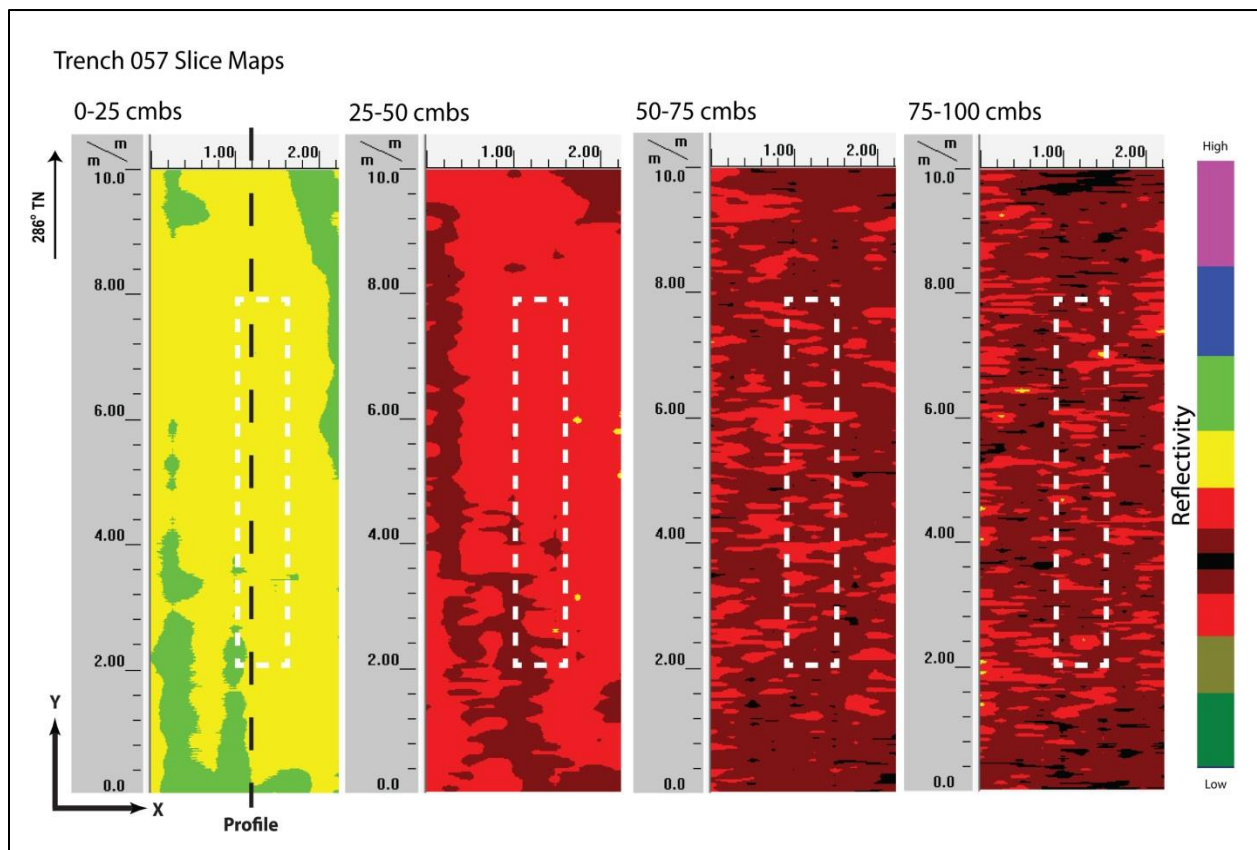 Trench 057 Slice Maps
0-25 cmbs
25-50 cmbs
50-75 cmbs
75-100 cmbs
m
m
1.00
2.00
m
m
1.00
2.00
m
m
1.00
2.00
m
m
1.00
2.00
High
286° TN
10.0
8.00
6.00
4.00
2.00
0.0
10.0
8.00
6.00
4.00
2.00
0.0
10.0
8.00
6.00
4.00
2.00
0.0
10.0
8.00
6.00
4.00
2.00
0.0
Reflectivity
Low
Y
X
Profile